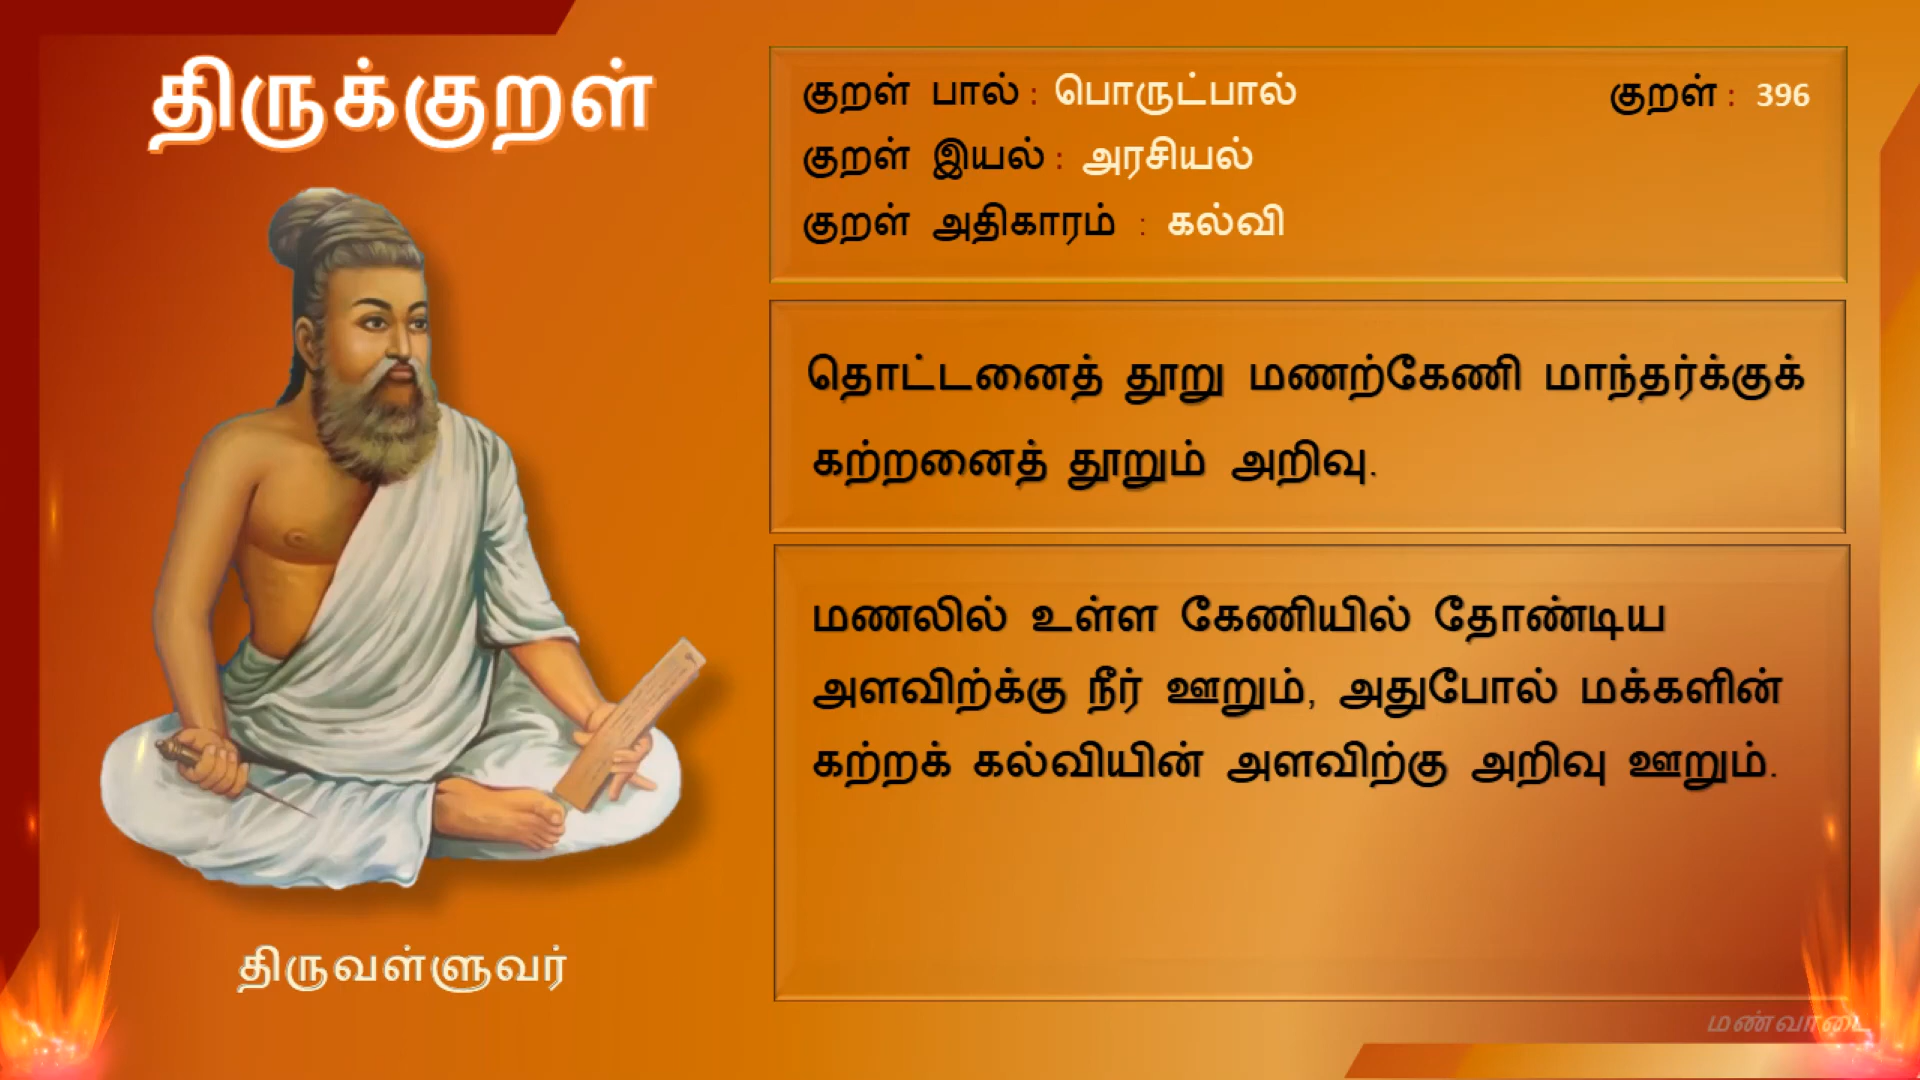 திருக்குறள்
குறள் பால் : பொருட்பால்
குறள் : 396
குறள் இயல் : அரசியல்
குறள் அதிகாரம் : கல்வி
தொட்டனைத் தூறு மணற்கேணி மாந்தர்க்குக்
கற்றனைத் தூறும் அறிவு.
மணலில் உள்ள கேணியில் தோண்டிய
அளவிற்க்கு நீர் ஊறும், அதுபோல் மக்களின்
கற்றக் கல்வியின் அளவிற்கு அறிவு ஊறும்.
திருவள்ளுவர்
மண்வாடை